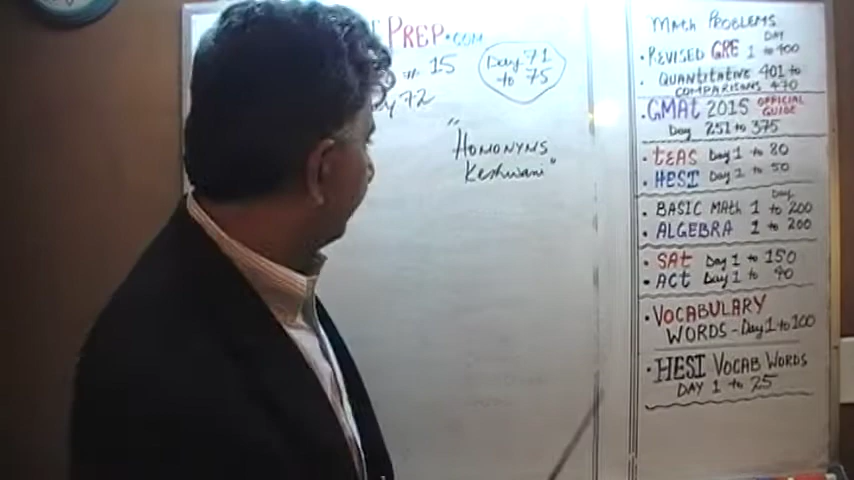 PREP.COM
# 15
Day 71
to 75
72
"HOMONYMS
Keshwani"
MATH PROBLEMS
DAY
• REVISED GRE 1 to 400
• QUANTITATIVE 401 to
COMPARISONS 470
• GMAT 2015 OFFICIAL GUIDE
Day 251 to 375
• TEAS Day 1 to 80
• HESI Day 1 to 50
Day
• BASIC MATH 1 to 200
• ALGEBRA 1 to 200
• SAT Day 1 to 150
• ACT Day 1 to 40
• VOCABULARY
WORDS - Day 1 to 100
• HESI VOCAB WORDS
DAY 1 to 25